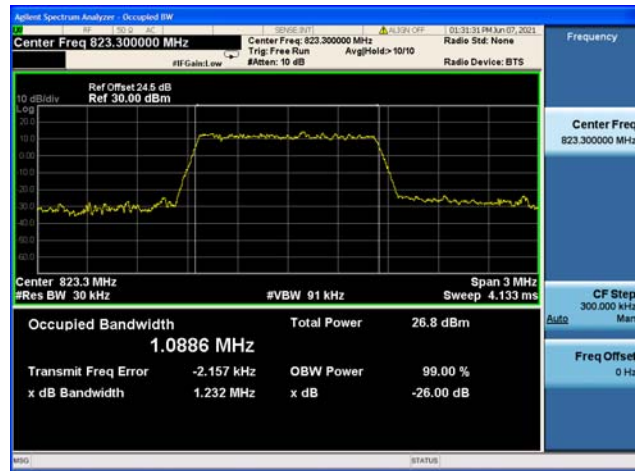 Agilent Spectrum Analyzer - Occupied BW
RF 50 Ω AC SENSE:INT ALIGN OFF 01:31:31 PM Jun 07, 2021
Center Freq 823.300000 MHz Center Freq: 823.300000 MHz Radio Std: None
Trig: Free Run Avg|Hold:> 10/10
#IFGain:Low #Atten: 10 dB Radio Device: BTS
Ref Offset 24.5 dB
10 dB/div Ref 30.00 dBm
Log
20.0
10.0
0.00
10.0
20.0
30.0
40.0
50.0
60.0
Center 823.3 MHz Span 3 MHz
#Res BW 30 kHz #VBW 91 kHz Sweep 4.133 ms
Occupied Bandwidth Total Power 26.8 dBm
1.0886 MHz
Transmit Freq Error -2.157 kHz OBW Power 99.00 %
x dB Bandwidth 1.232 MHz x dB -26.00 dB
MSG STATUS
Frequency
Center Freq
823.300000 MHz
CF Step
300.000 kHz
Auto Man
Freq Offset
0 Hz